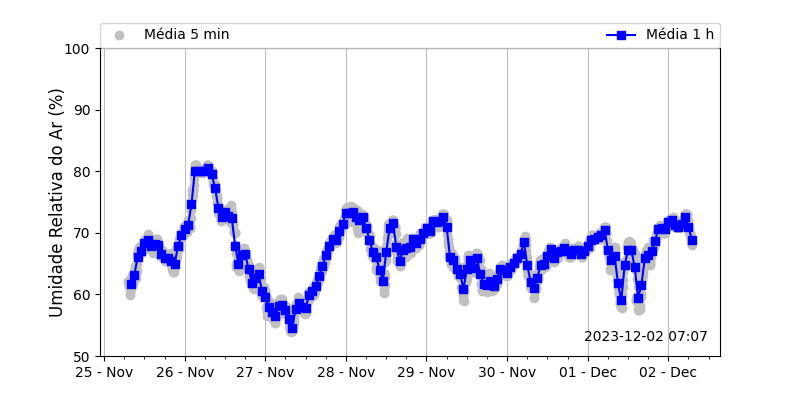 Média 5 min
Média 1 h
Umidade Relativa do Ar (%)
100
90
80
70
60
50
2023-12-02 07:07
25 - Nov
26 - Nov
27 - Nov
28 - Nov
29 - Nov
30 - Nov
01 - Dec
02 - Dec